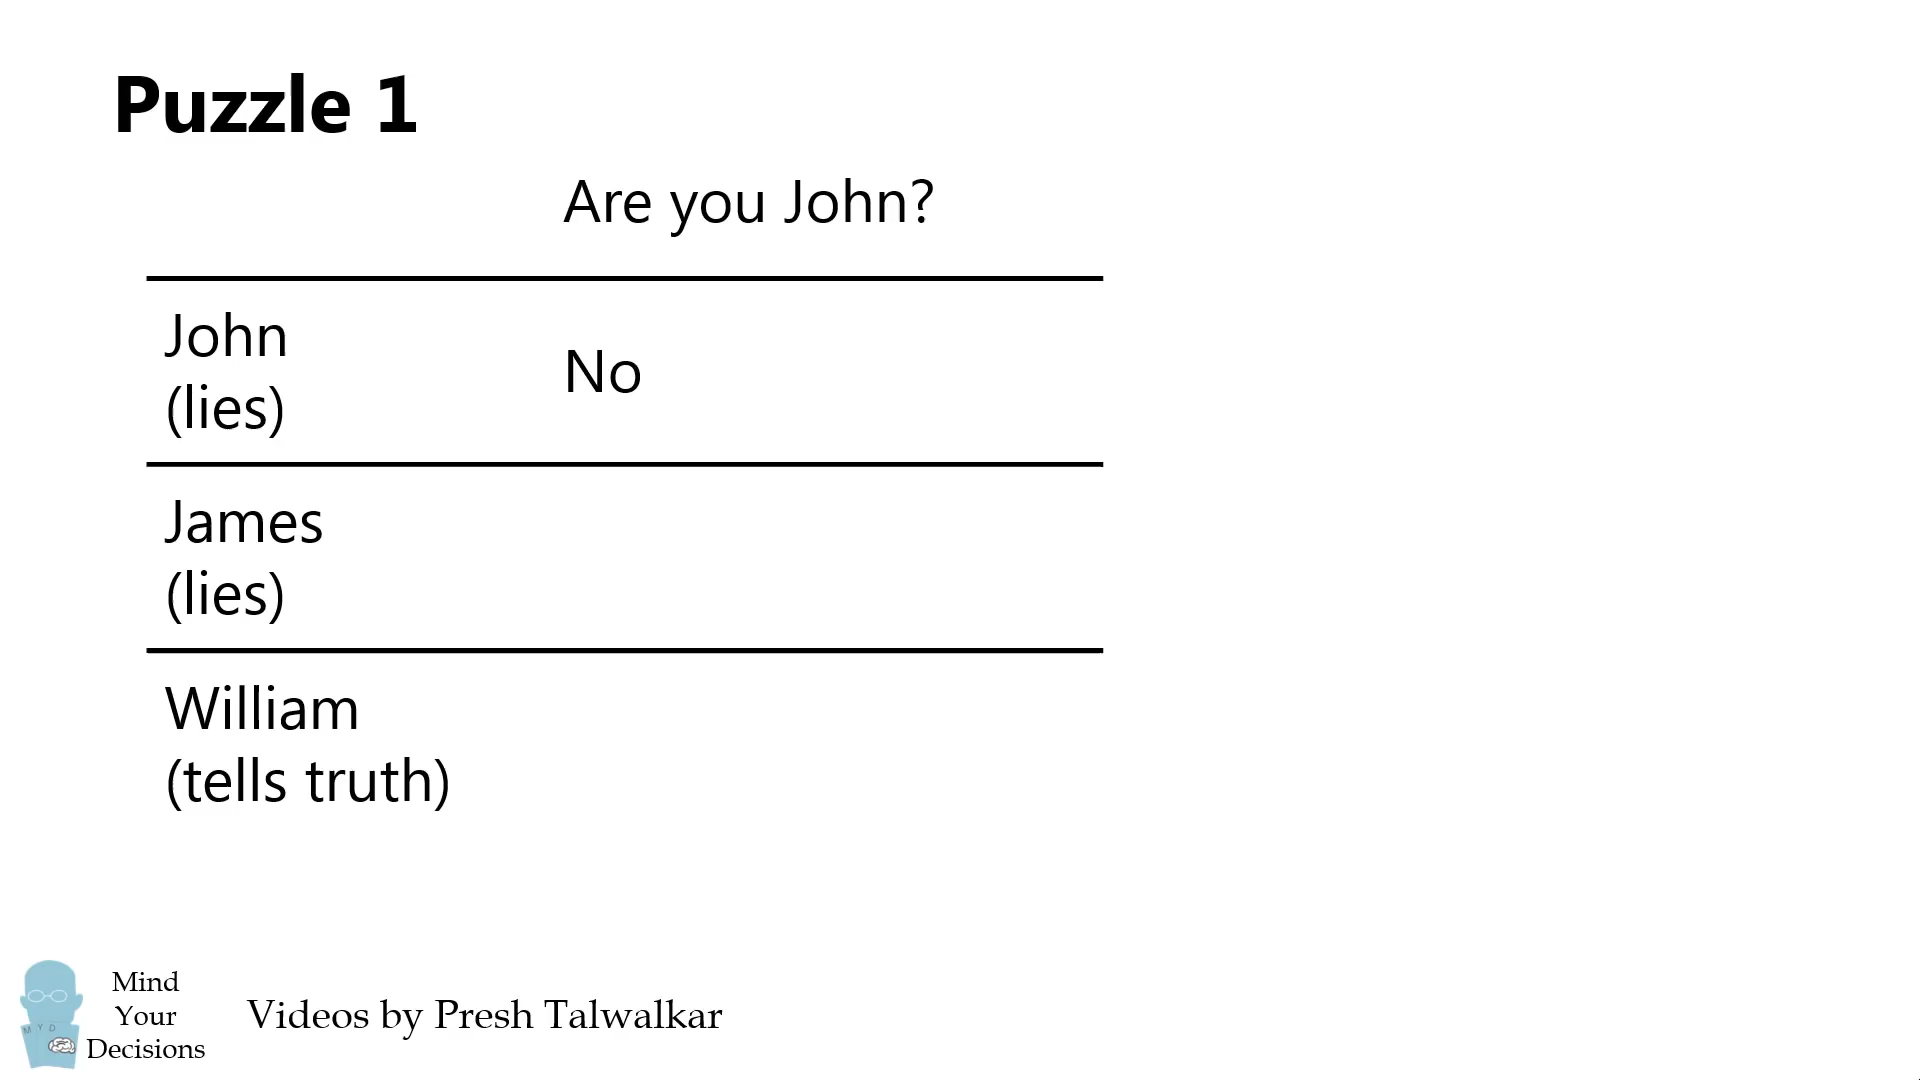 Puzzle 1
Are you John?
John
(lies)
No
James
(lies)
William
(tells truth)
Mind
Your
Decisions
M Y D
Videos by Presh Talwalkar